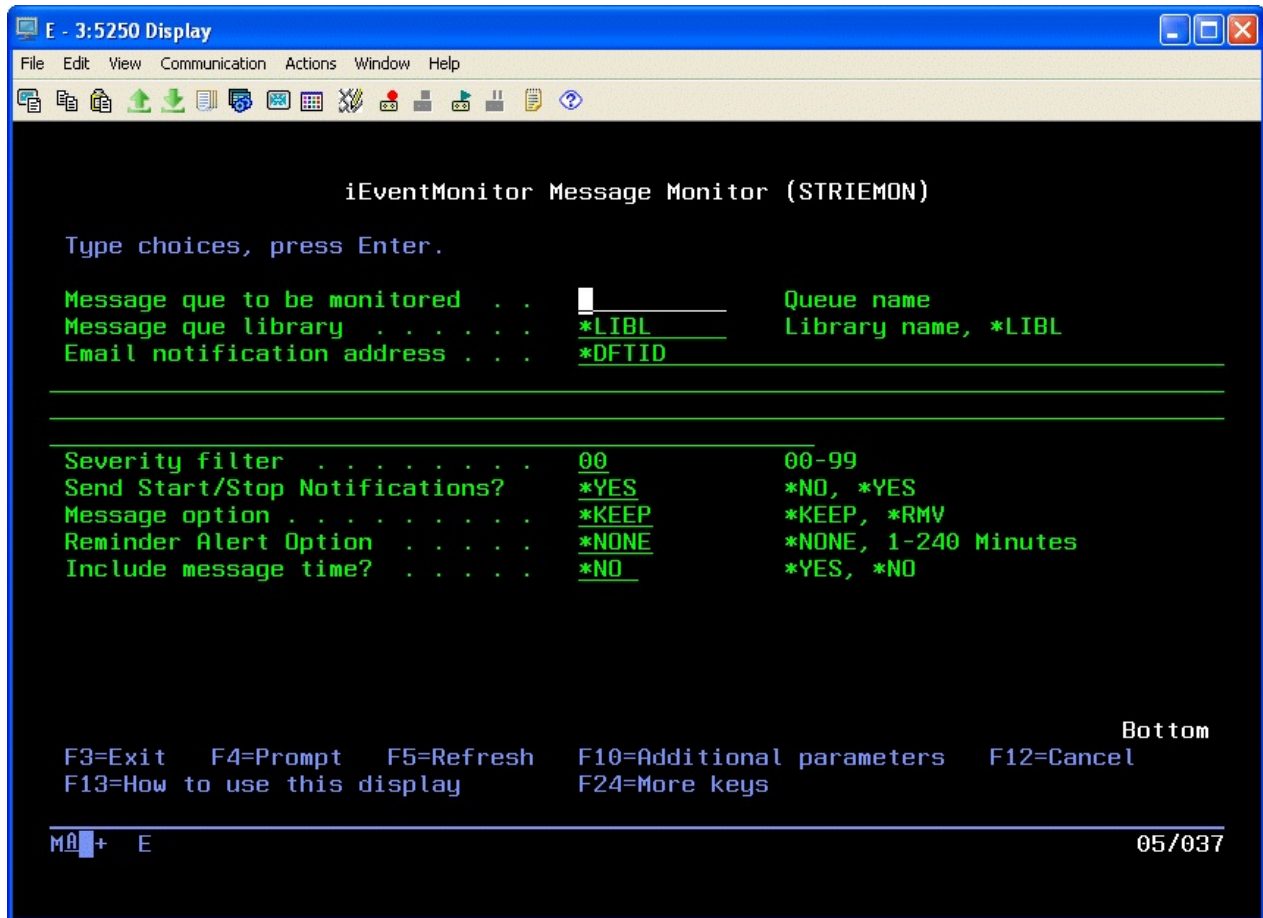 E - 3:5250 Display
File Edit View Communication Actions Window Help
iEventMonitor Message Monitor (STRIEMON)
Type choices, press Enter.
Message que to be monitored . . Queue name
Message que library . . . . . . *LIBL Library name, *LIBL
Email notification address . . . *DFTID
Severity filter . . . . . . . . 00 00-99
Send Start/Stop Notifications? *YES *NO, *YES
Message option . . . . . . . . . *KEEP *KEEP, *RMV
Reminder Alert Option . . . . . *NONE *NONE, 1-240 Minutes
Include message time? . . . . . *NO *YES, *NO
Bottom
F3=Exit F4=Prompt F5=Refresh F10=Additional parameters F12=Cancel
F13=How to use this display F24=More keys
MA + E 05/037